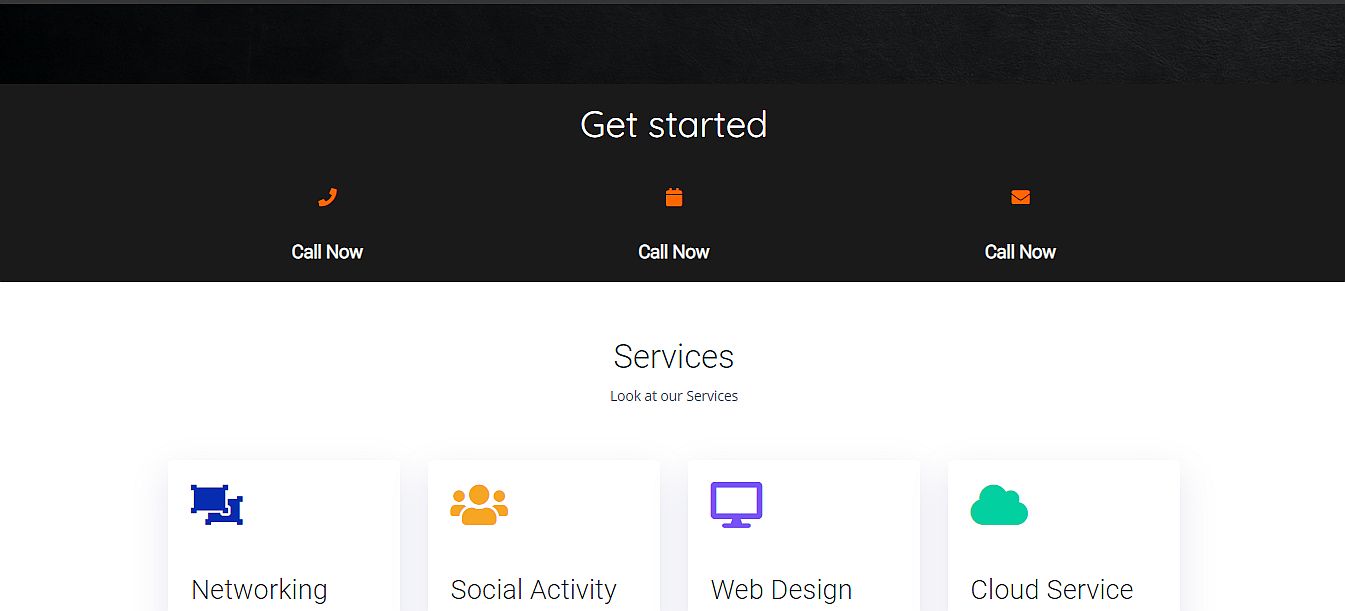 Get started
Call Now
Call Now
Call Now
Services
Look at our Services
Networking
Social Activity
Web Design
Cloud Service